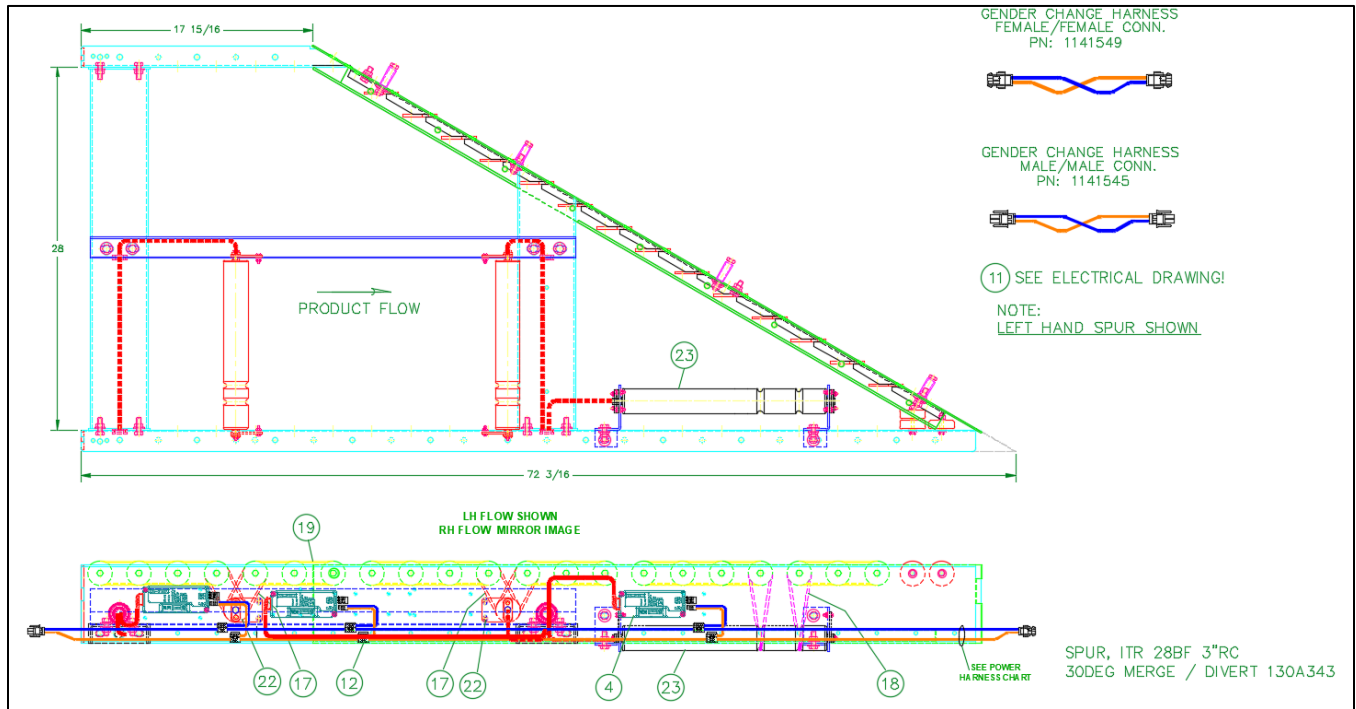 17 15/16
GENDER CHANGE HARNESS
FEMALE/FEMALE CONN.
PN: 1141549
GENDER CHANGE HARNESS
MALE/MALE CONN.
PN: 1141545
28
11 SEE ELECTRICAL DRAWING!
PRODUCT FLOW
NOTE:
LEFT HAND SPUR SHOWN
23
72 3/16
LH FLOW SHOWN
RH FLOW MIRROR IMAGE
19
SPUR, ITR 28BF 3"RC
30DEG MERGE / DIVERT 130A343
SEE POWER
HARNESS CHART
22
17
12
17
22
4
23
18